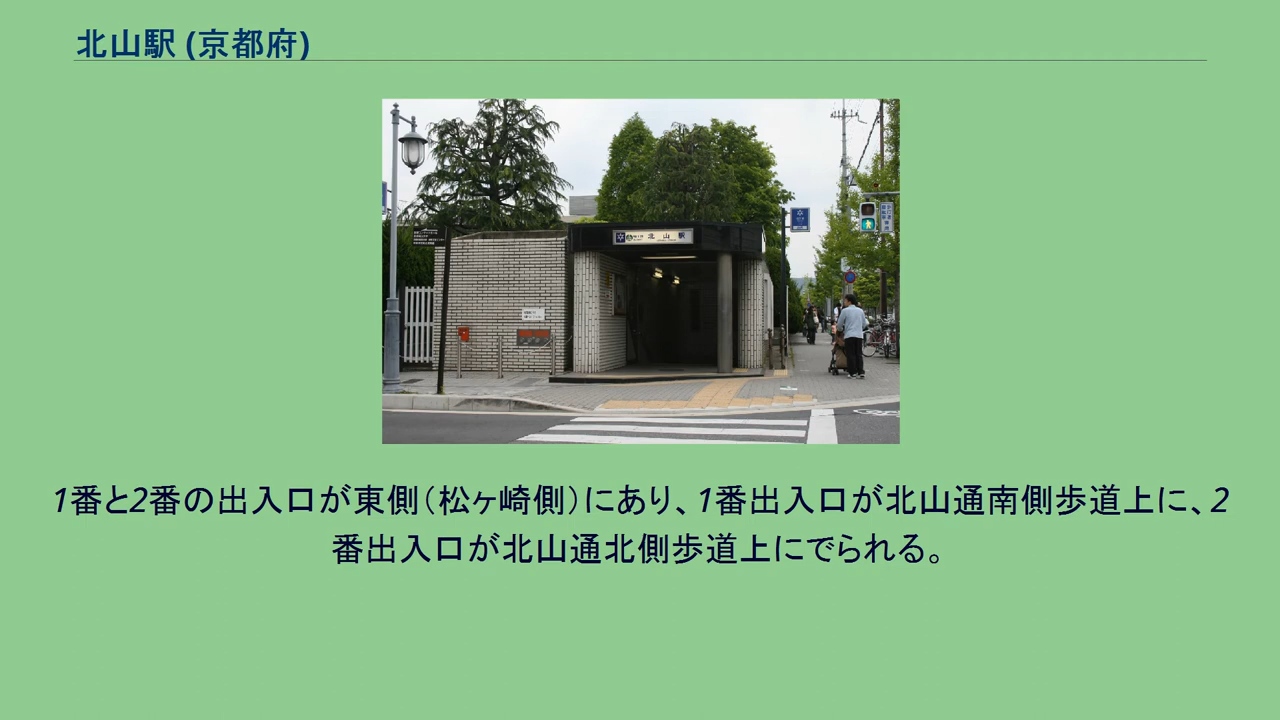 北山駅 (京都府)
北山駅
1番と2番の出入口が東側（松ヶ崎側）にあり、1番出入口が北山通南側歩道上に、2
番出入口が北山通北側歩道上にでられる。